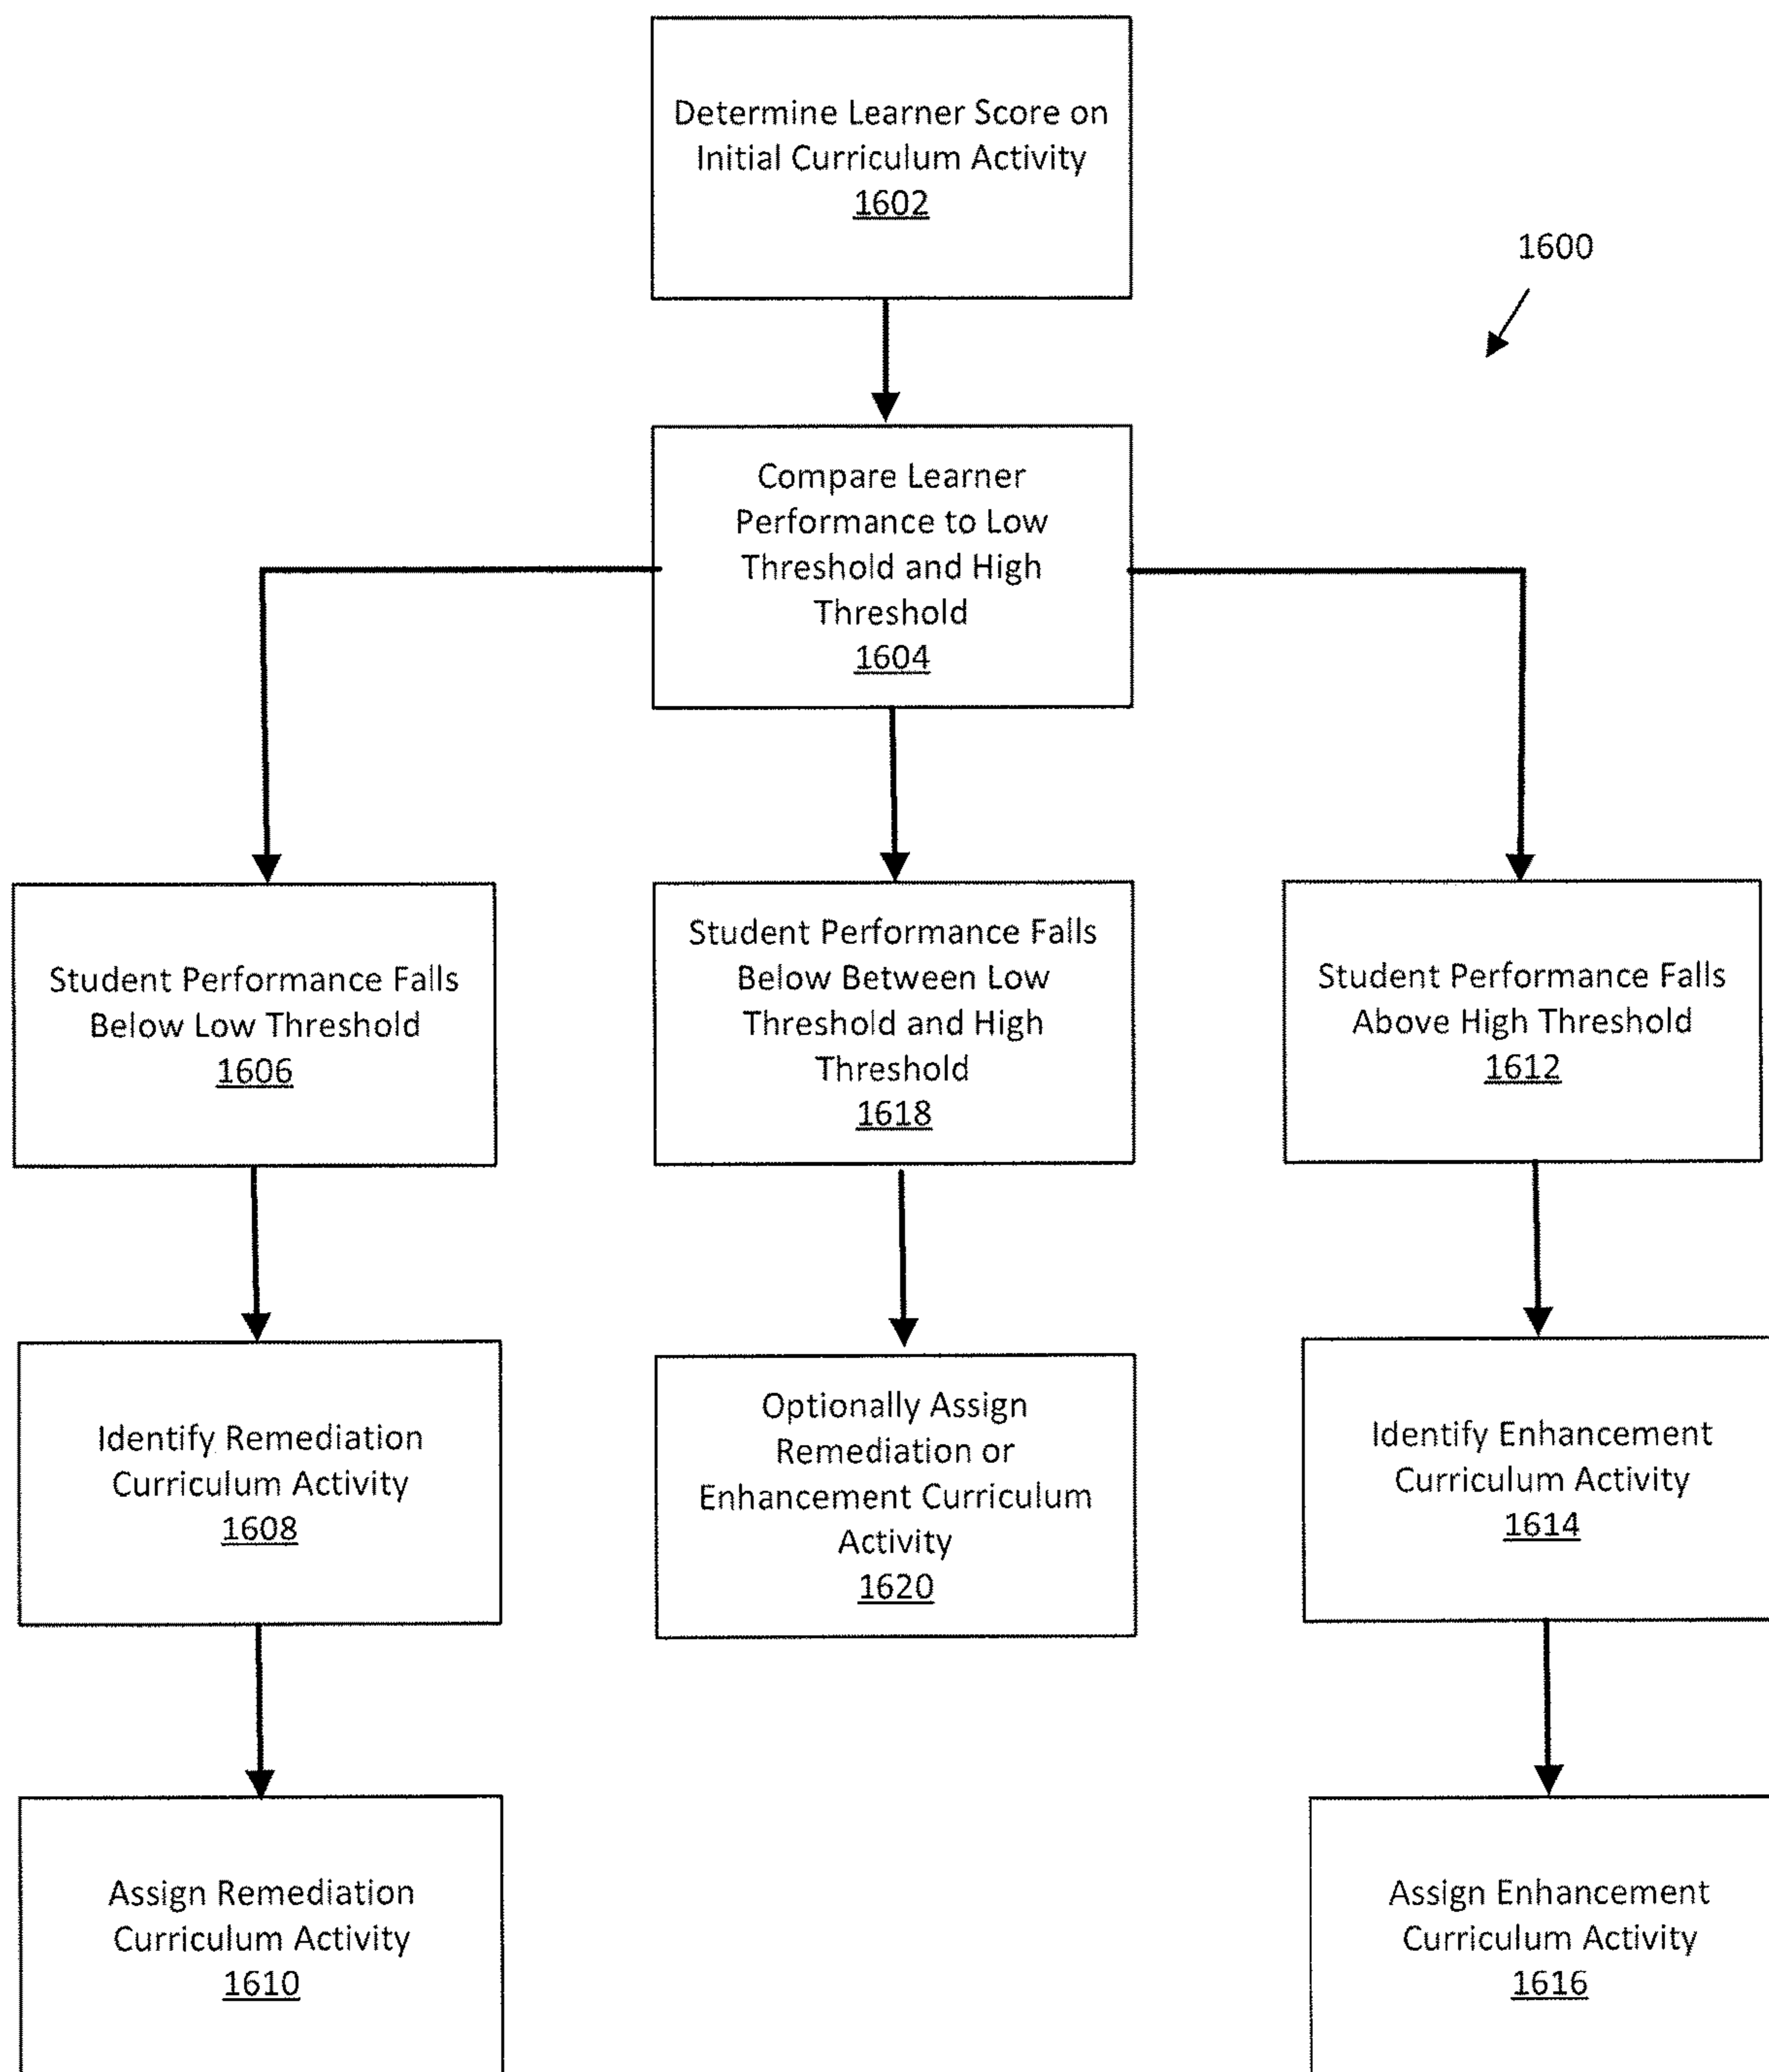 Determine Learner Score on
Initial Curriculum Activity
1602
1600
Compare Learner
Performance to Low
Threshold and High
Threshold
1604
Student Performance Falls
Below Low Threshold
1606
Student Performance Falls
Below Between Low
Threshold and High
Threshold
1618
Student Performance Falls
Above High Threshold
1612
Identify Remediation
Curriculum Activity
1608
Optionally Assign
Remediation or
Enhancement Curriculum
Activity
1620
Identify Enhancement
Curriculum Activity
1614
Assign Remediation
Curriculum Activity
1610
Assign Enhancement
Curriculum Activity
1616